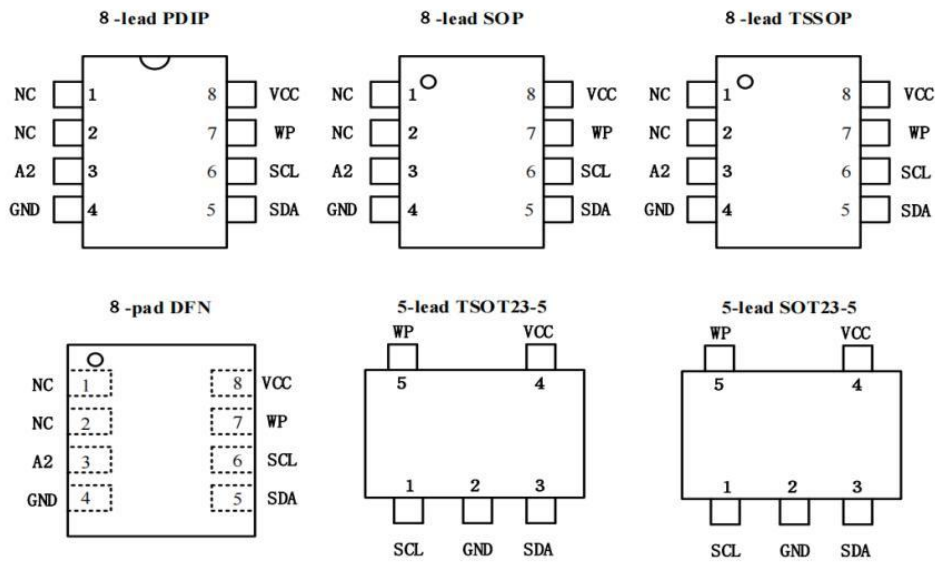 8 -lead PDIP 8 -lead SOP 8 -lead TSSOP
NC 1 8 VCC NC 1 8 VCC NC 1 8 VCC
NC 2 7 WP NC 2 7 WP NC 2 7 WP
A2 3 6 SCL A2 3 6 SCL A2 3 6 SCL
GND 4 5 SDA GND 4 5 SDA GND 4 5 SDA
8 -pad DFN 5-lead TSOT23-5 5-lead SOT23-5
WP VCC WP VCC
NC 1 8 VCC 5 4 5 4
NC 2 7 WP
A2 3 6 SCL 1 2 3 1 2 3
GND 4 5 SDA
SCL GND SDA SCL GND SDA